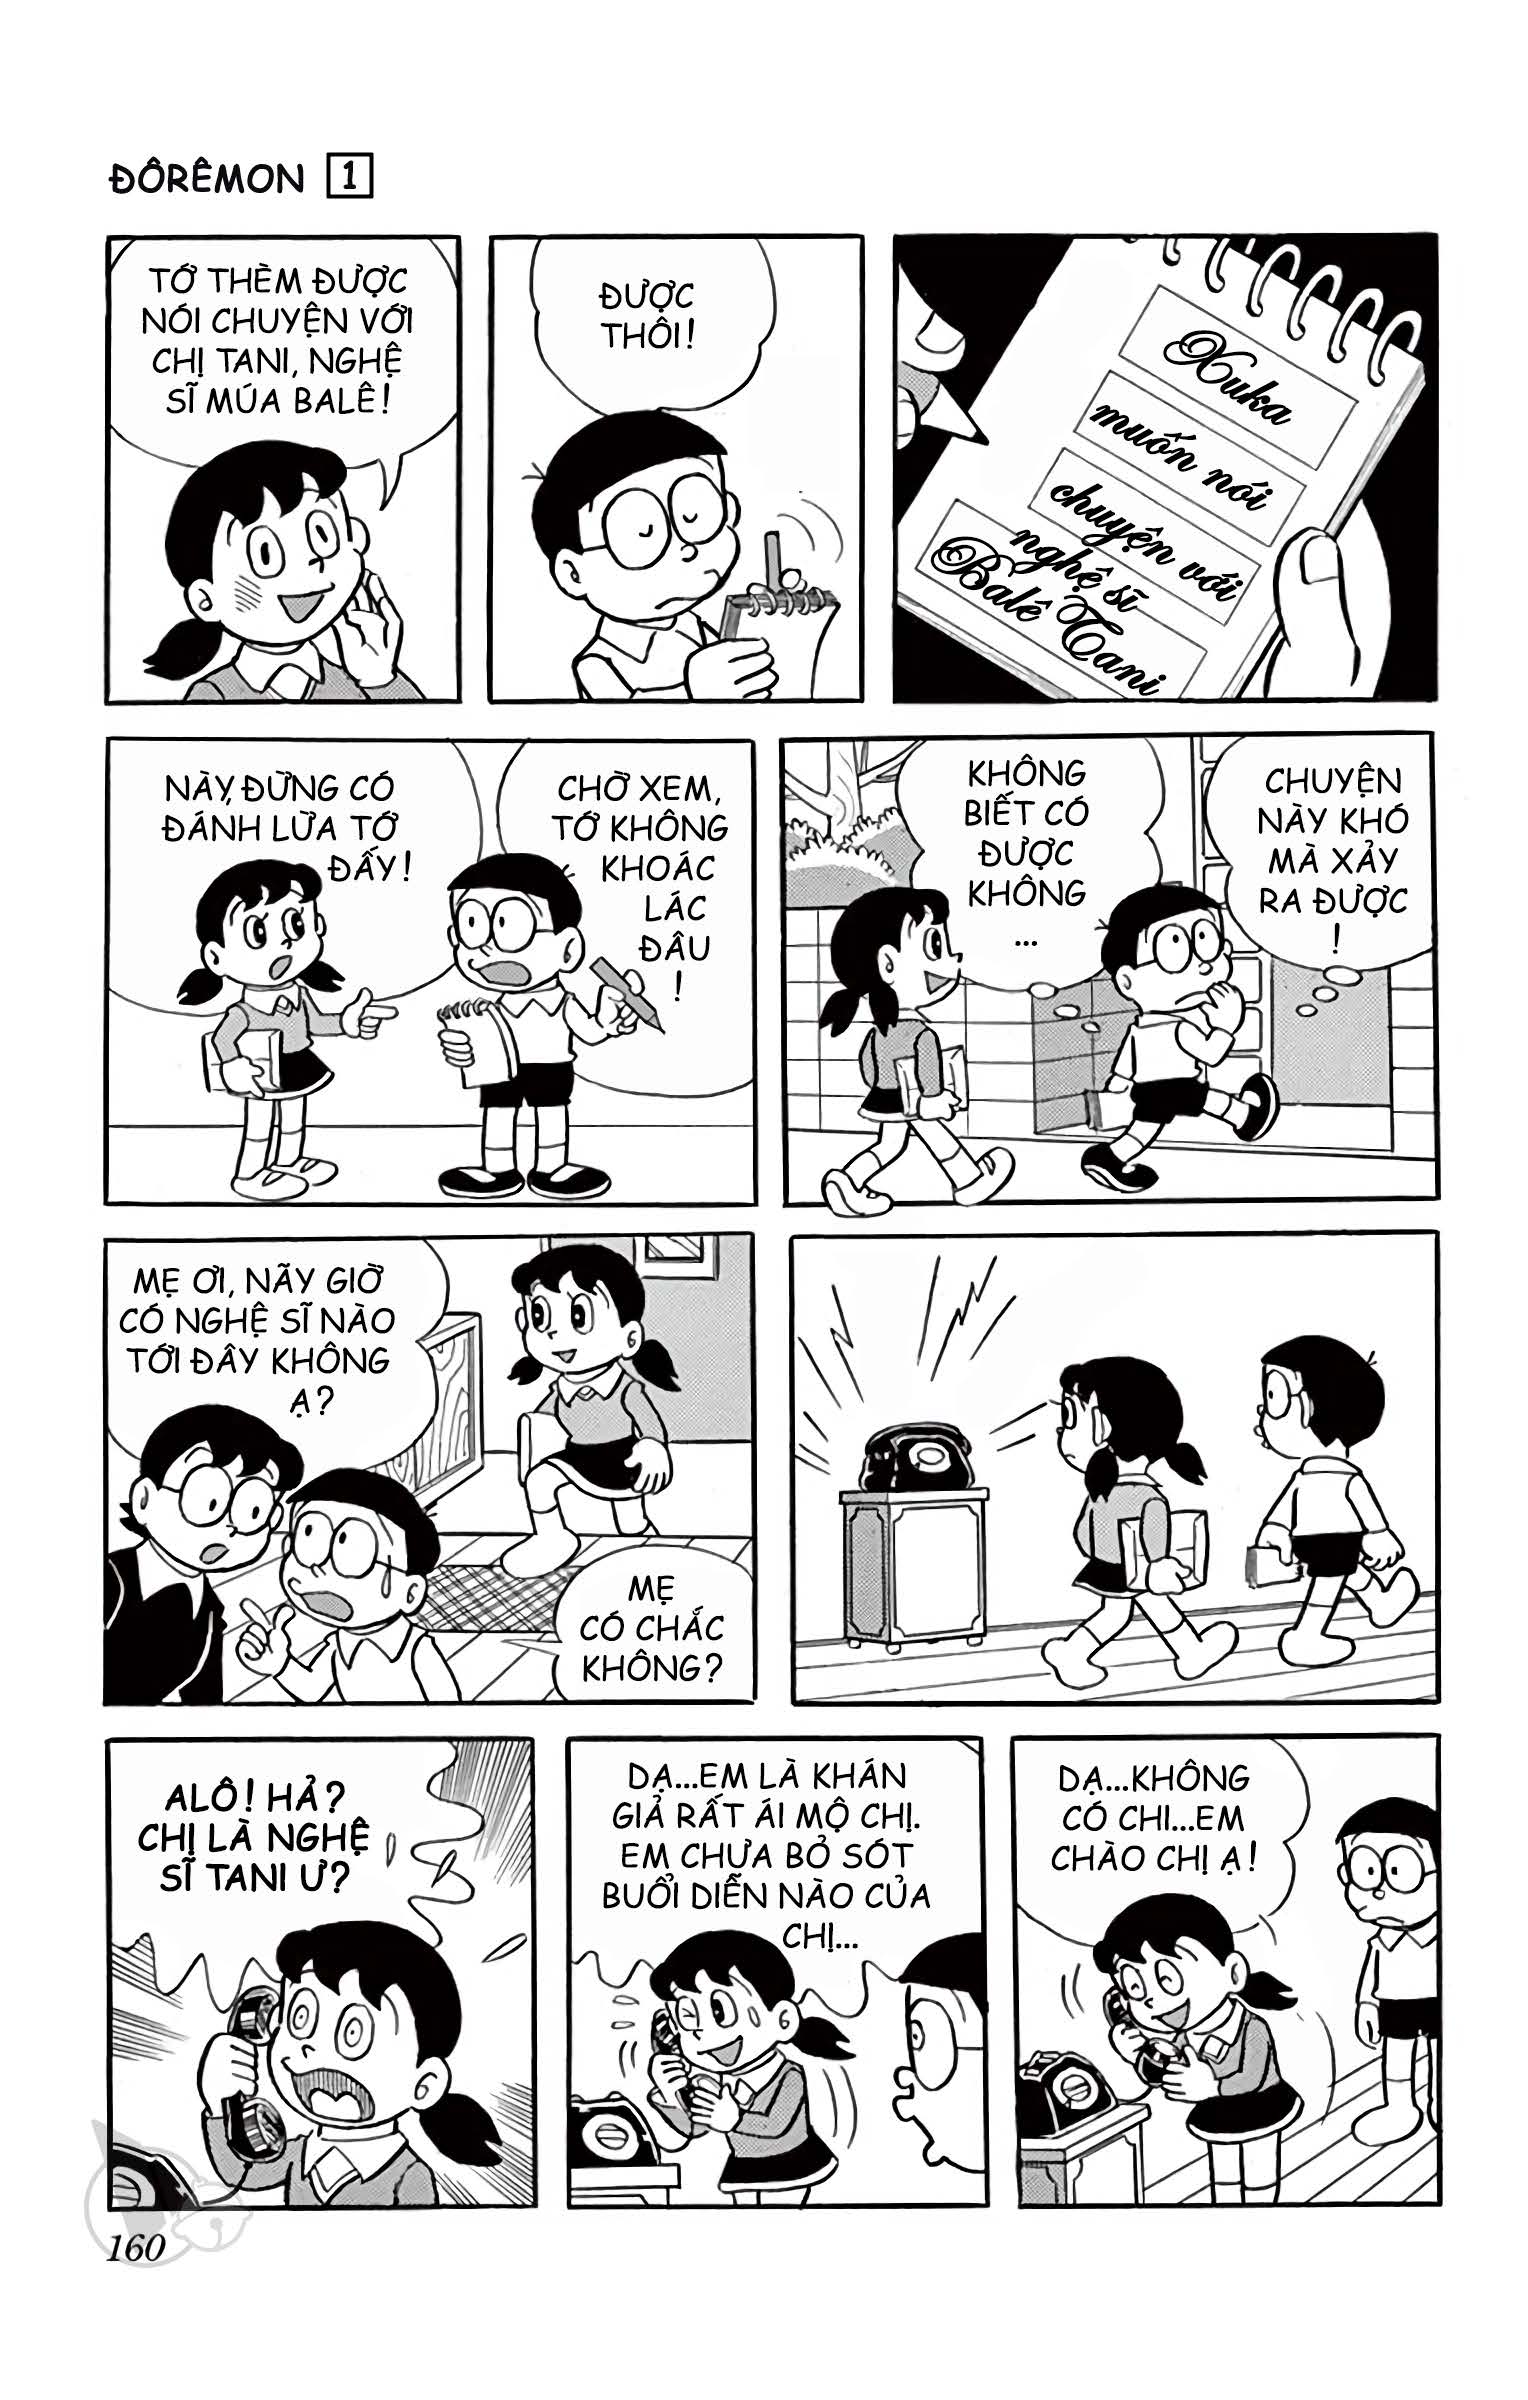 ĐÔRÊMON 1
TỚ THÈM ĐƯỢC
NÓI CHUYỆN VỚI
CHỊ TANI, NGHỆ
SĨ MÚA BALÊ!
ĐƯỢC
THÔI!
Xuka
muốn nói
chuyện với
nghệ sĩ
Balê Tani
NÀY, ĐỪNG CÓ
ĐÁNH LỪA TỚ
ĐẤY!
CHỜ XEM,
TỚ KHÔNG
KHOÁC
LÁC
ĐÂU
!
KHÔNG
BIẾT CÓ
ĐƯỢC
KHÔNG
...
CHUYỆN
NÀY KHÓ
MÀ XẢY
RA ĐƯỢC
!
MẸ ƠI, NÃY GIỜ
CÓ NGHỆ SĨ NÀO
TỚI ĐÂY KHÔNG
Ạ?
MẸ
CÓ CHẮC
KHÔNG?
ALÔ! HẢ?
CHỊ LÀ NGHỆ
SĨ TANI Ư?
DẠ...EM LÀ KHÁN
GIẢ RẤT ÁI MỘ CHỊ.
EM CHƯA BỎ SÓT
BUỔI DIỄN NÀO CỦA
CHỊ...
DẠ...KHÔNG
CÓ CHI...EM
CHÀO CHỊ Ạ!
160